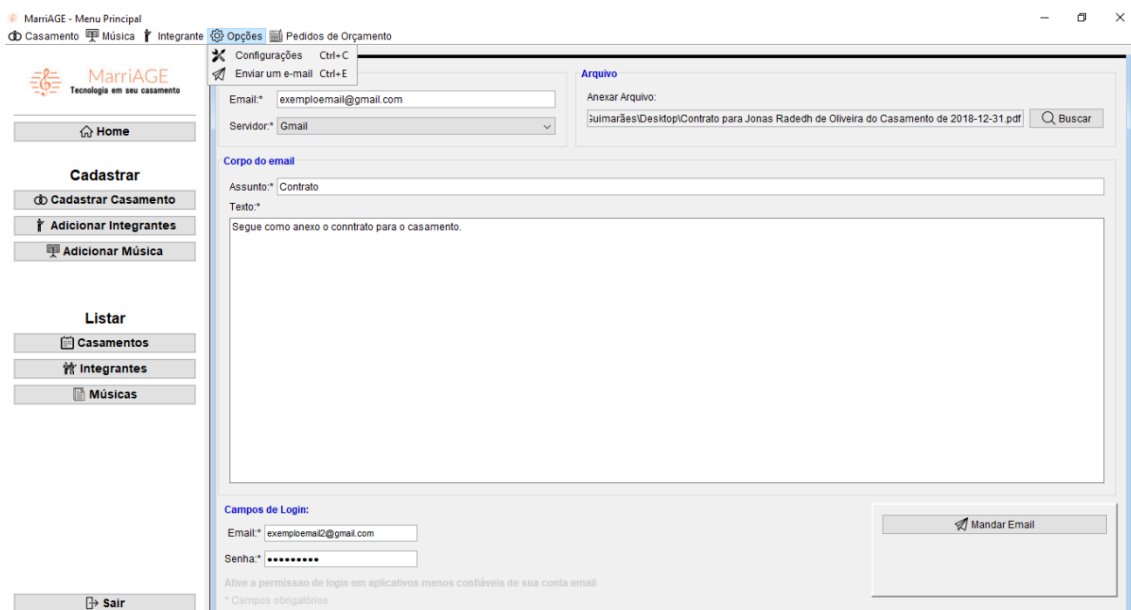 MarriAGE - Menu Principal
Casamento Música Integrante Opções Pedidos de Orçamento
Configurações Ctrl+C
Enviar um e-mail Ctrl+E
MarriAGE
Tecnologia em seu casamento
Home
Cadastrar
Cadastrar Casamento
Adicionar Integrantes
Adicionar Música
Listar
Casamentos
Integrantes
Músicas
Sair
Email:* exemploemail@gmail.com
Servidor:* Gmail
Arquivo
Anexar Arquivo:
Guimarães\Desktop\Contrato para Jonas Radedh de Oliveira do Casamento de 2018-12-31.pdf Buscar
Corpo do email
Assunto:* Contrato
Texto:*
Segue como anexo o conntrato para o casamento.
Campos de Login:
Email:* exemploemail2@gmail.com
Senha:* •••••••••
Ative a permissao de login em aplicativos menos confiáveis de sua conta email
* Campos obrigatórios
Mandar Email